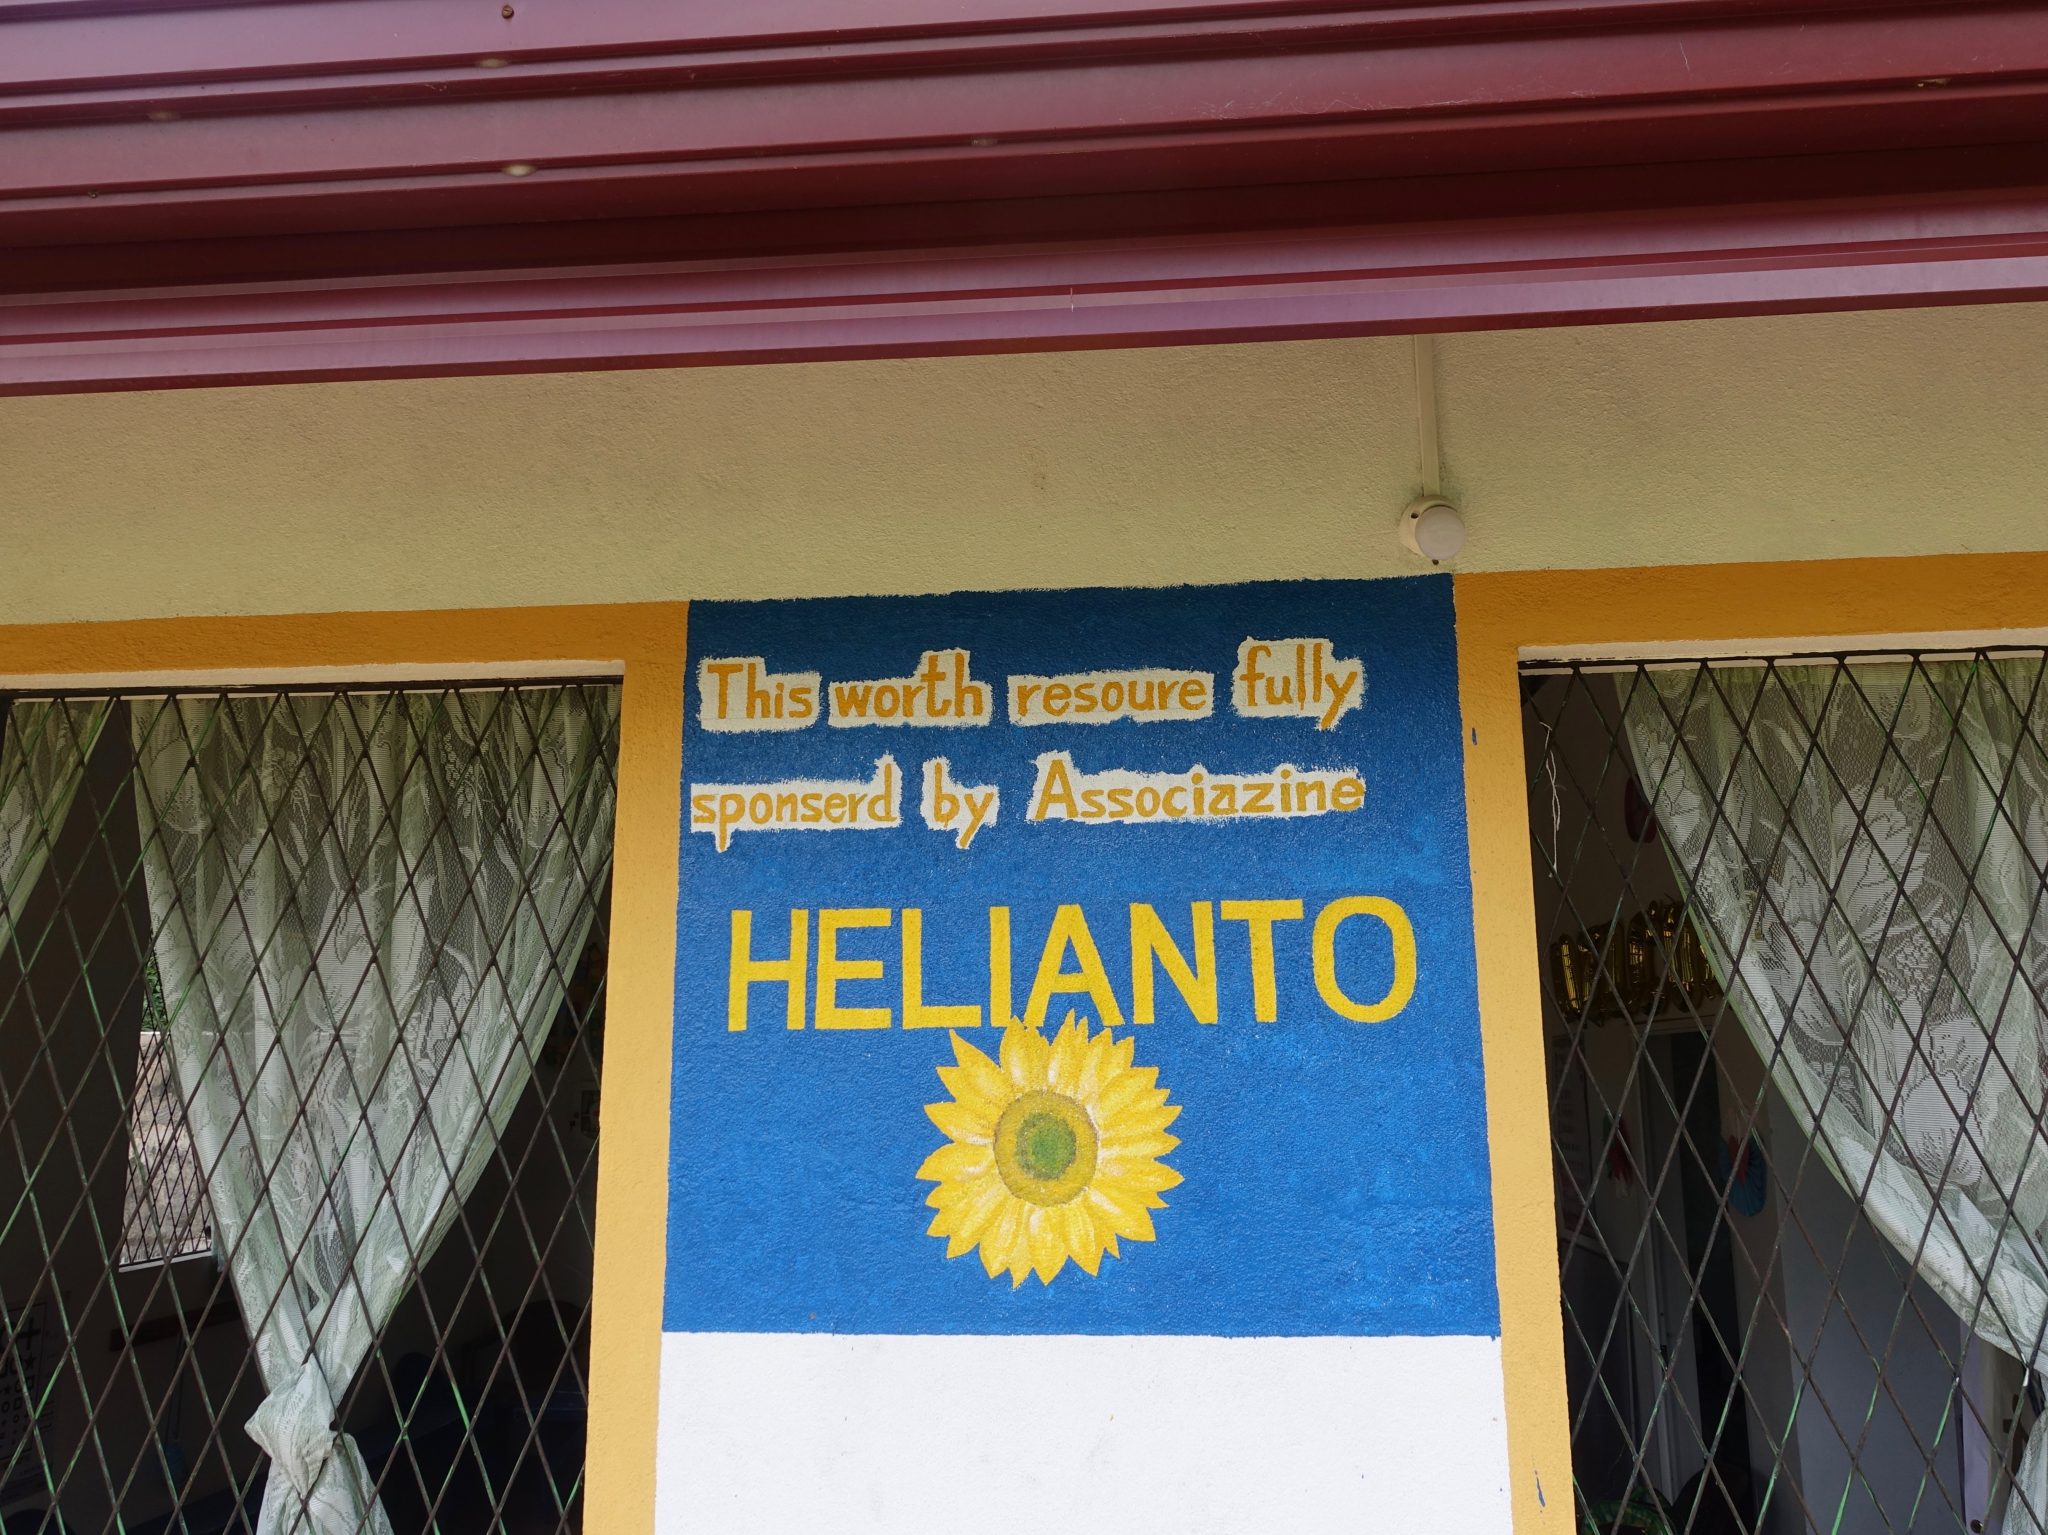 This worth resoure fully
sponserd by Associazine
HELIANTO